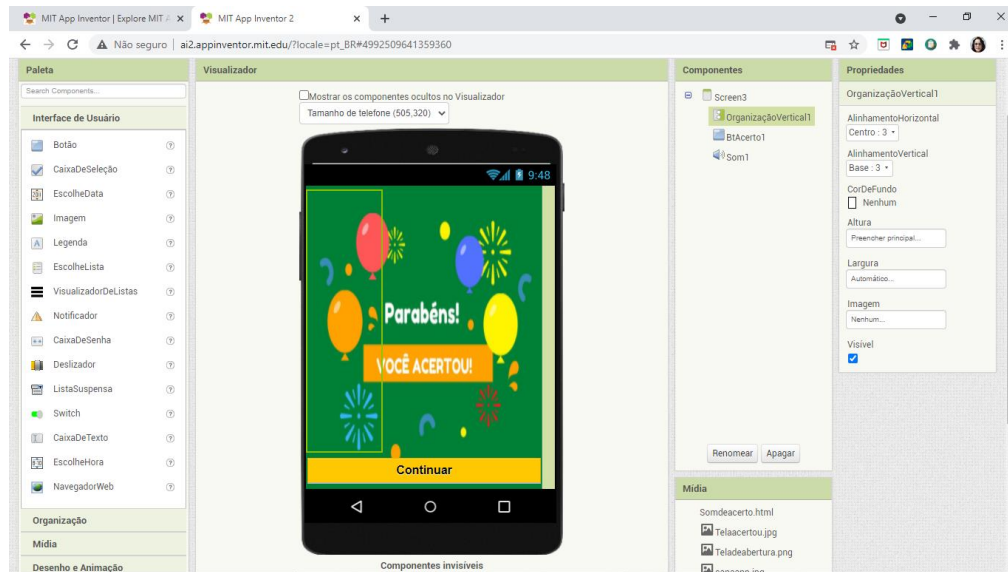 MIT App Inventor | Explore MIT A
MIT App Inventor 2
Não seguro | ai2.appinventor.mit.edu/?locale=pt_BR#4992509641359360
Paleta
Search Components...
Interface de Usuário
Botão
CaixaDeSeleção
EscolheData
Imagem
Legenda
EscolheLista
VisualizadorDeListas
Notificador
CaixaDeSenha
Deslizador
ListaSuspensa
Switch
CaixaDeTexto
EscolheHora
NavegadorWeb
Organização
Mídia
Desenho e Animação
Visualizador
Mostrar os componentes ocultos no Visualizador
Tamanho de telefone (505,320)
9:48
Parabéns!
VOCÊ ACERTOU!
Continuar
Componentes invisíveis
Componentes
Screen3
OrganizaçãoVertical1
BtAcerto1
Som1
Renomear
Apagar
Mídia
Somdeacerto.html
Telaacertou.jpg
Teladeabertura.png
Propriedades
OrganizaçãoVertical1
AlinhamentoHorizontal
Centro : 3
AlinhamentoVertical
Base : 3
CorDeFundo
Nenhum
Altura
Preencher principal...
Largura
Automático...
Imagem
Nenhum...
Visível